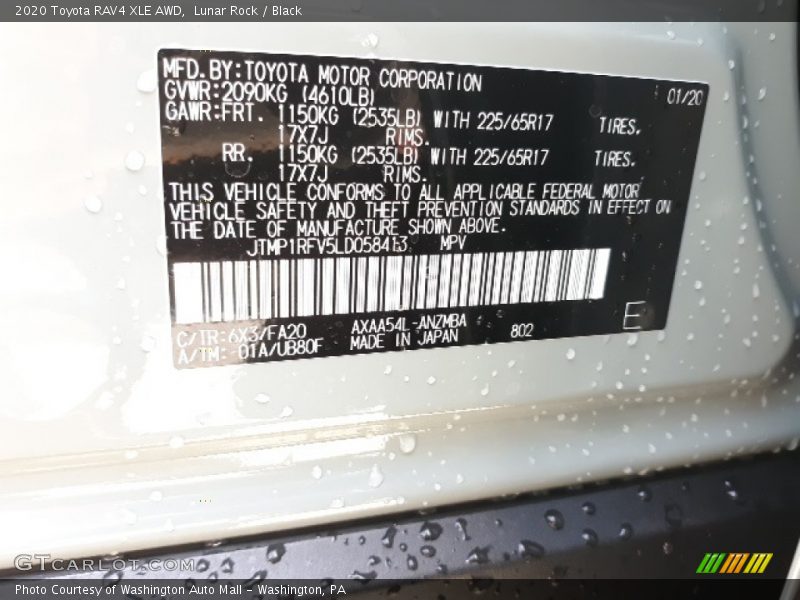 2020 Toyota RAV4 XLE AWD,  Lunar Rock / Black
MFD. BY: TOYOTA MOTOR CORPORATION 01/20
GVWR: 2090KG (4610LB)
GAWR: FRT. 1150KG (2535LB) WITH 225/65R17 TIRES.
17X7J RIMS.
RR. 1150KG (2535LB) WITH 225/65R17 TIRES.
17X7J RIMS.
THIS VEHICLE CONFORMS TO ALL APPLICABLE FEDERAL MOTOR
VEHICLE SAFETY AND THEFT PREVENTION STANDARDS IN EFFECT ON
THE DATE OF MANUFACTURE SHOWN ABOVE.
JTMP1RFV5LD058413 MPV
C/TR: 6X3/FA20 AXAA54L-ANZMBA 802 E
A/TM: -01A/UB80F MADE IN JAPAN
GTCARLOT.COM
Photo Courtesy of Washington Auto Mall - Washington, PA